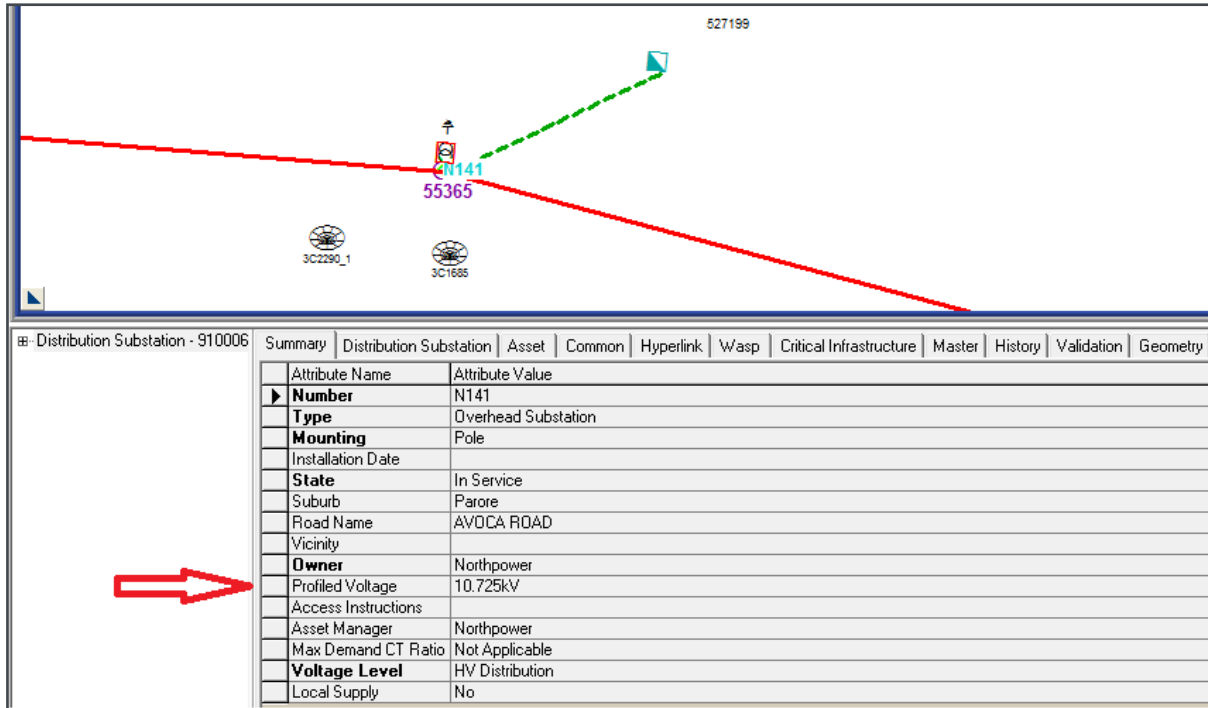 527199
N141
55365
3C2290_1
3C1685
Distribution Substation - 910006
Summary Distribution Substation Asset Common Hyperlink Wasp Critical Infrastructure Master History Validation Geometry
Attribute Name Attribute Value
Number N141
Type Overhead Substation
Mounting Pole
Installation Date
State In Service
Suburb Parore
Road Name AVOCA ROAD
Vicinity
Owner Northpower
Profiled Voltage 10.725kV
Access Instructions
Asset Manager Northpower
Max Demand CT Ratio Not Applicable
Voltage Level HV Distribution
Local Supply No